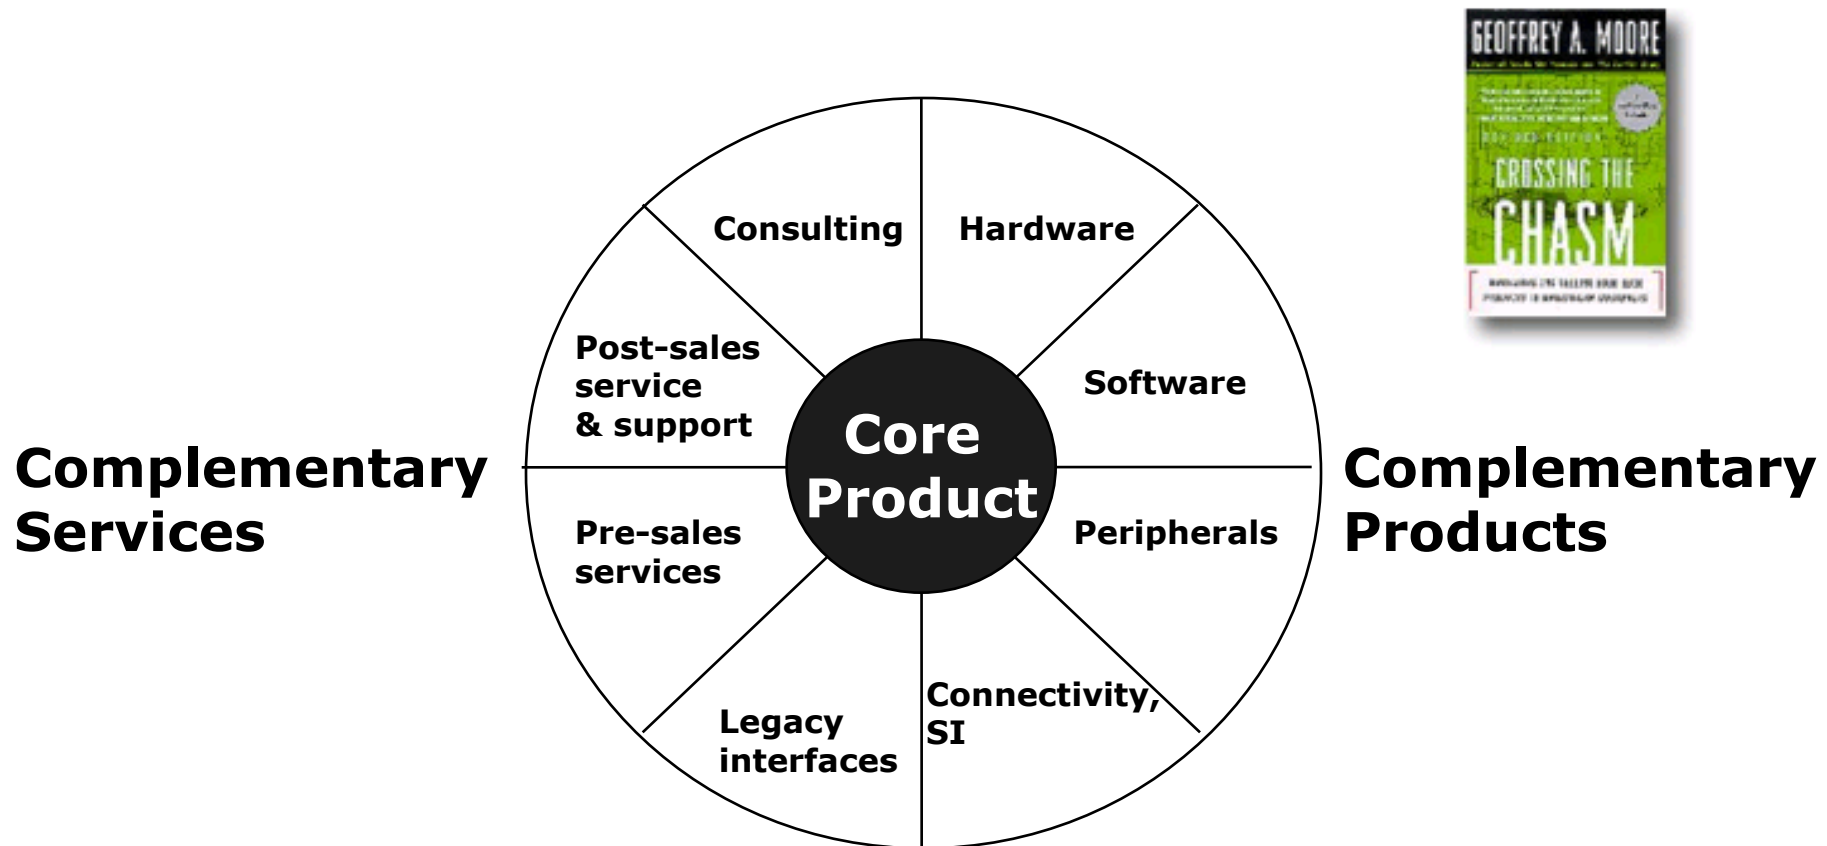 GEOFFREY A. MOORE
CROSSING THE
CHASM
Consulting
Hardware
Post-sales
service
& support
Software
Core
Product
Complementary
Services
Complementary
Products
Pre-sales
services
Peripherals
Legacy
interfaces
Connectivity,
SI